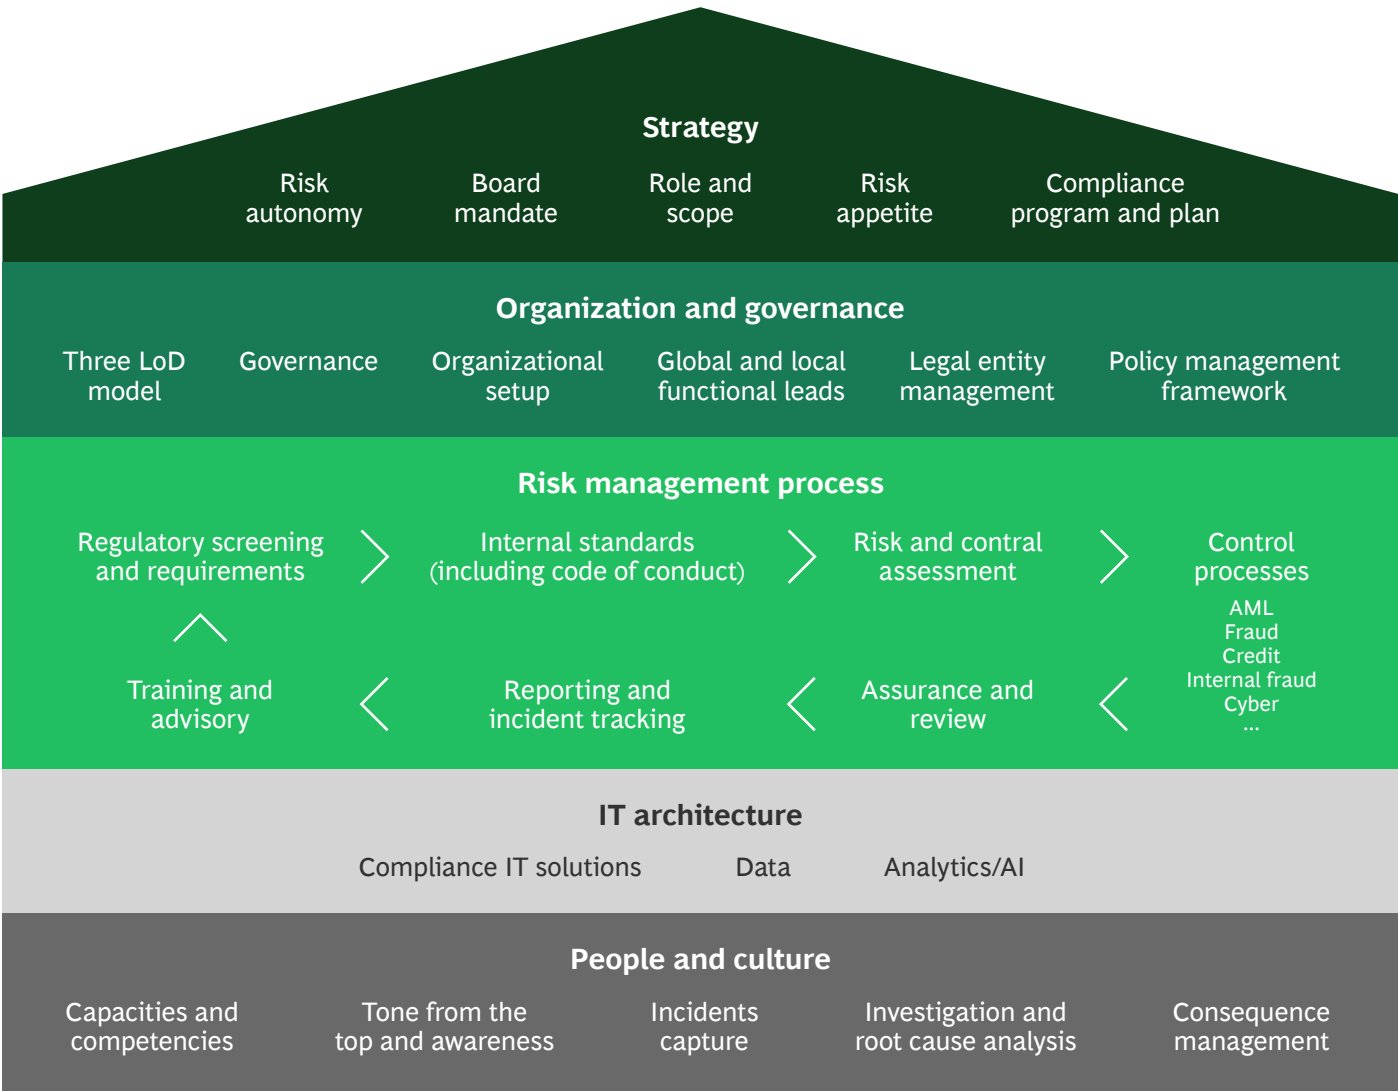 Strategy
Risk autonomy
Board mandate
Role and scope
Risk appetite
Compliance program and plan
Organization and governance
Three LoD model
Governance
Organizational setup
Global and local functional leads
Legal entity management
Policy management framework
Risk management process
Regulatory screening and requirements
Internal standards (including code of conduct)
Risk and contral assessment
Control processes
AML
Fraud
Credit
Internal fraud
Cyber
...
Assurance and review
Reporting and incident tracking
Training and advisory
IT architecture
Compliance IT solutions
Data
Analytics/AI
People and culture
Capacities and competencies
Tone from the top and awareness
Incidents capture
Investigation and root cause analysis
Consequence management